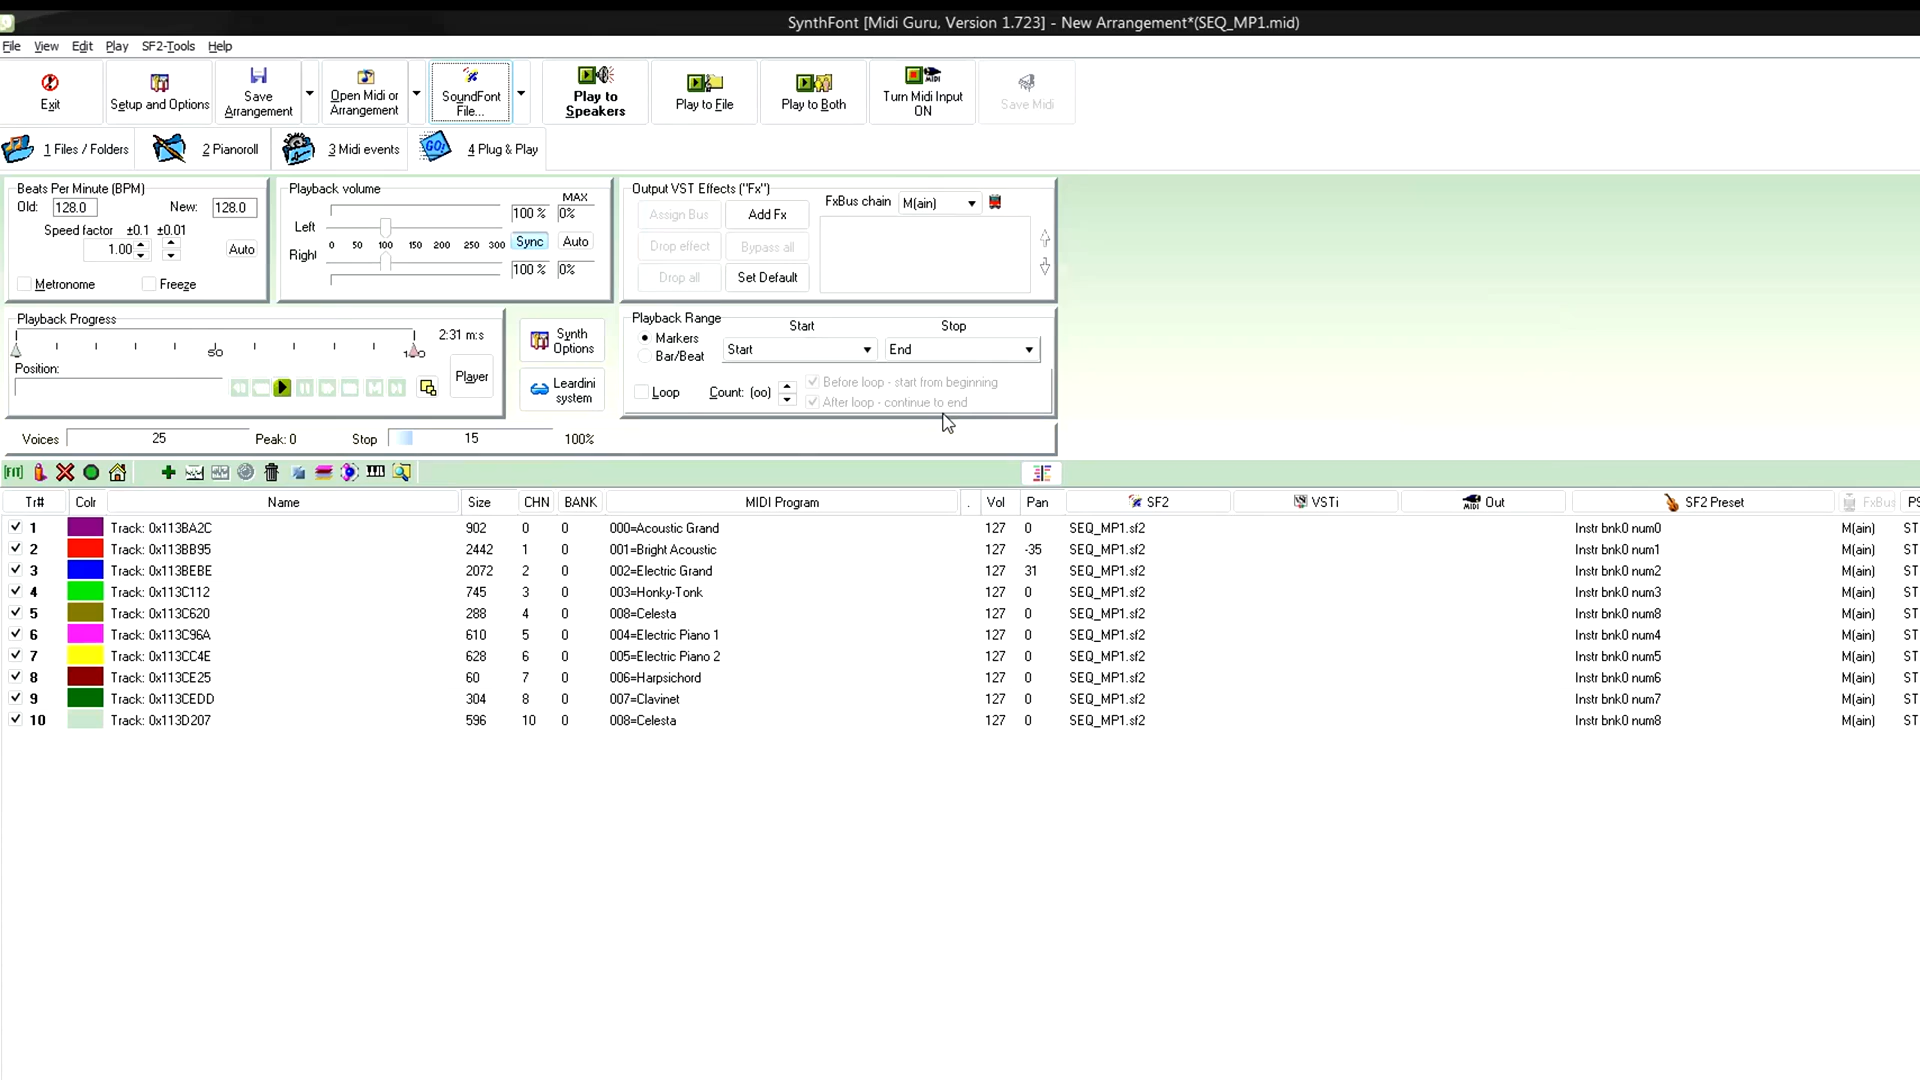 SynthFont [Midi Guru, Version 1.723] - New Arrangement*(SEQ_MP1.mid)
File View Edit Play SF2-Tools Help
Exit
Setup and Options
Save Arrangement
Open Midi or Arrangement
SoundFont File...
Play to Speakers
Play to File
Play to Both
Turn Midi Input ON
Save Midi
1 Files / Folders
2 Pianoroll
3 Midi events
GO! 4 Plug & Play
Beats Per Minute (BPM)
Old: 128.0 New: 128.0
Speed factor ±0.1 ±0.01
1.00 Auto
Metronome Freeze
Playback volume
MAX
100 % 0%
Left
0 50 100 150 200 250 300 Sync Auto
Right
100 % 0%
Output VST Effects ("Fx")
Assign Bus Add Fx
Drop effect Bypass all
Drop all Set Default
FxBus chain M(ain)
Playback Progress
2:31 m:s
50 100
Position:
Player
Synth Options
Leardini system
Playback Range
Start Stop
Markers
Bar/Beat
Start End
Loop Count: (oo)
Before loop - start from beginning
After loop - continue to end
Voices 25 Peak: 0 Stop 15 100%
[FIT]
Tr# Colr Name Size CHN BANK MIDI Program . Vol Pan SF2 VSTi MIDI Out SF2 Preset FxBus PS
1 Track: 0x113BA2C 902 0 0 000=Acoustic Grand 127 0 SEQ_MP1.sf2 Instr bnk0 num0 M(ain) ST
2 Track: 0x113BB95 2442 1 0 001=Bright Acoustic 127 -35 SEQ_MP1.sf2 Instr bnk0 num1 M(ain) ST
3 Track: 0x113BEBE 2072 2 0 002=Electric Grand 127 31 SEQ_MP1.sf2 Instr bnk0 num2 M(ain) ST
4 Track: 0x113C112 745 3 0 003=Honky-Tonk 127 0 SEQ_MP1.sf2 Instr bnk0 num3 M(ain) ST
5 Track: 0x113C620 288 4 0 008=Celesta 127 0 SEQ_MP1.sf2 Instr bnk0 num8 M(ain) ST
6 Track: 0x113C96A 610 5 0 004=Electric Piano 1 127 0 SEQ_MP1.sf2 Instr bnk0 num4 M(ain) ST
7 Track: 0x113CC4E 628 6 0 005=Electric Piano 2 127 0 SEQ_MP1.sf2 Instr bnk0 num5 M(ain) ST
8 Track: 0x113CE25 60 7 0 006=Harpsichord 127 0 SEQ_MP1.sf2 Instr bnk0 num6 M(ain) ST
9 Track: 0x113CEDD 304 8 0 007=Clavinet 127 0 SEQ_MP1.sf2 Instr bnk0 num7 M(ain) ST
10 Track: 0x113D207 596 10 0 008=Celesta 127 0 SEQ_MP1.sf2 Instr bnk0 num8 M(ain) ST